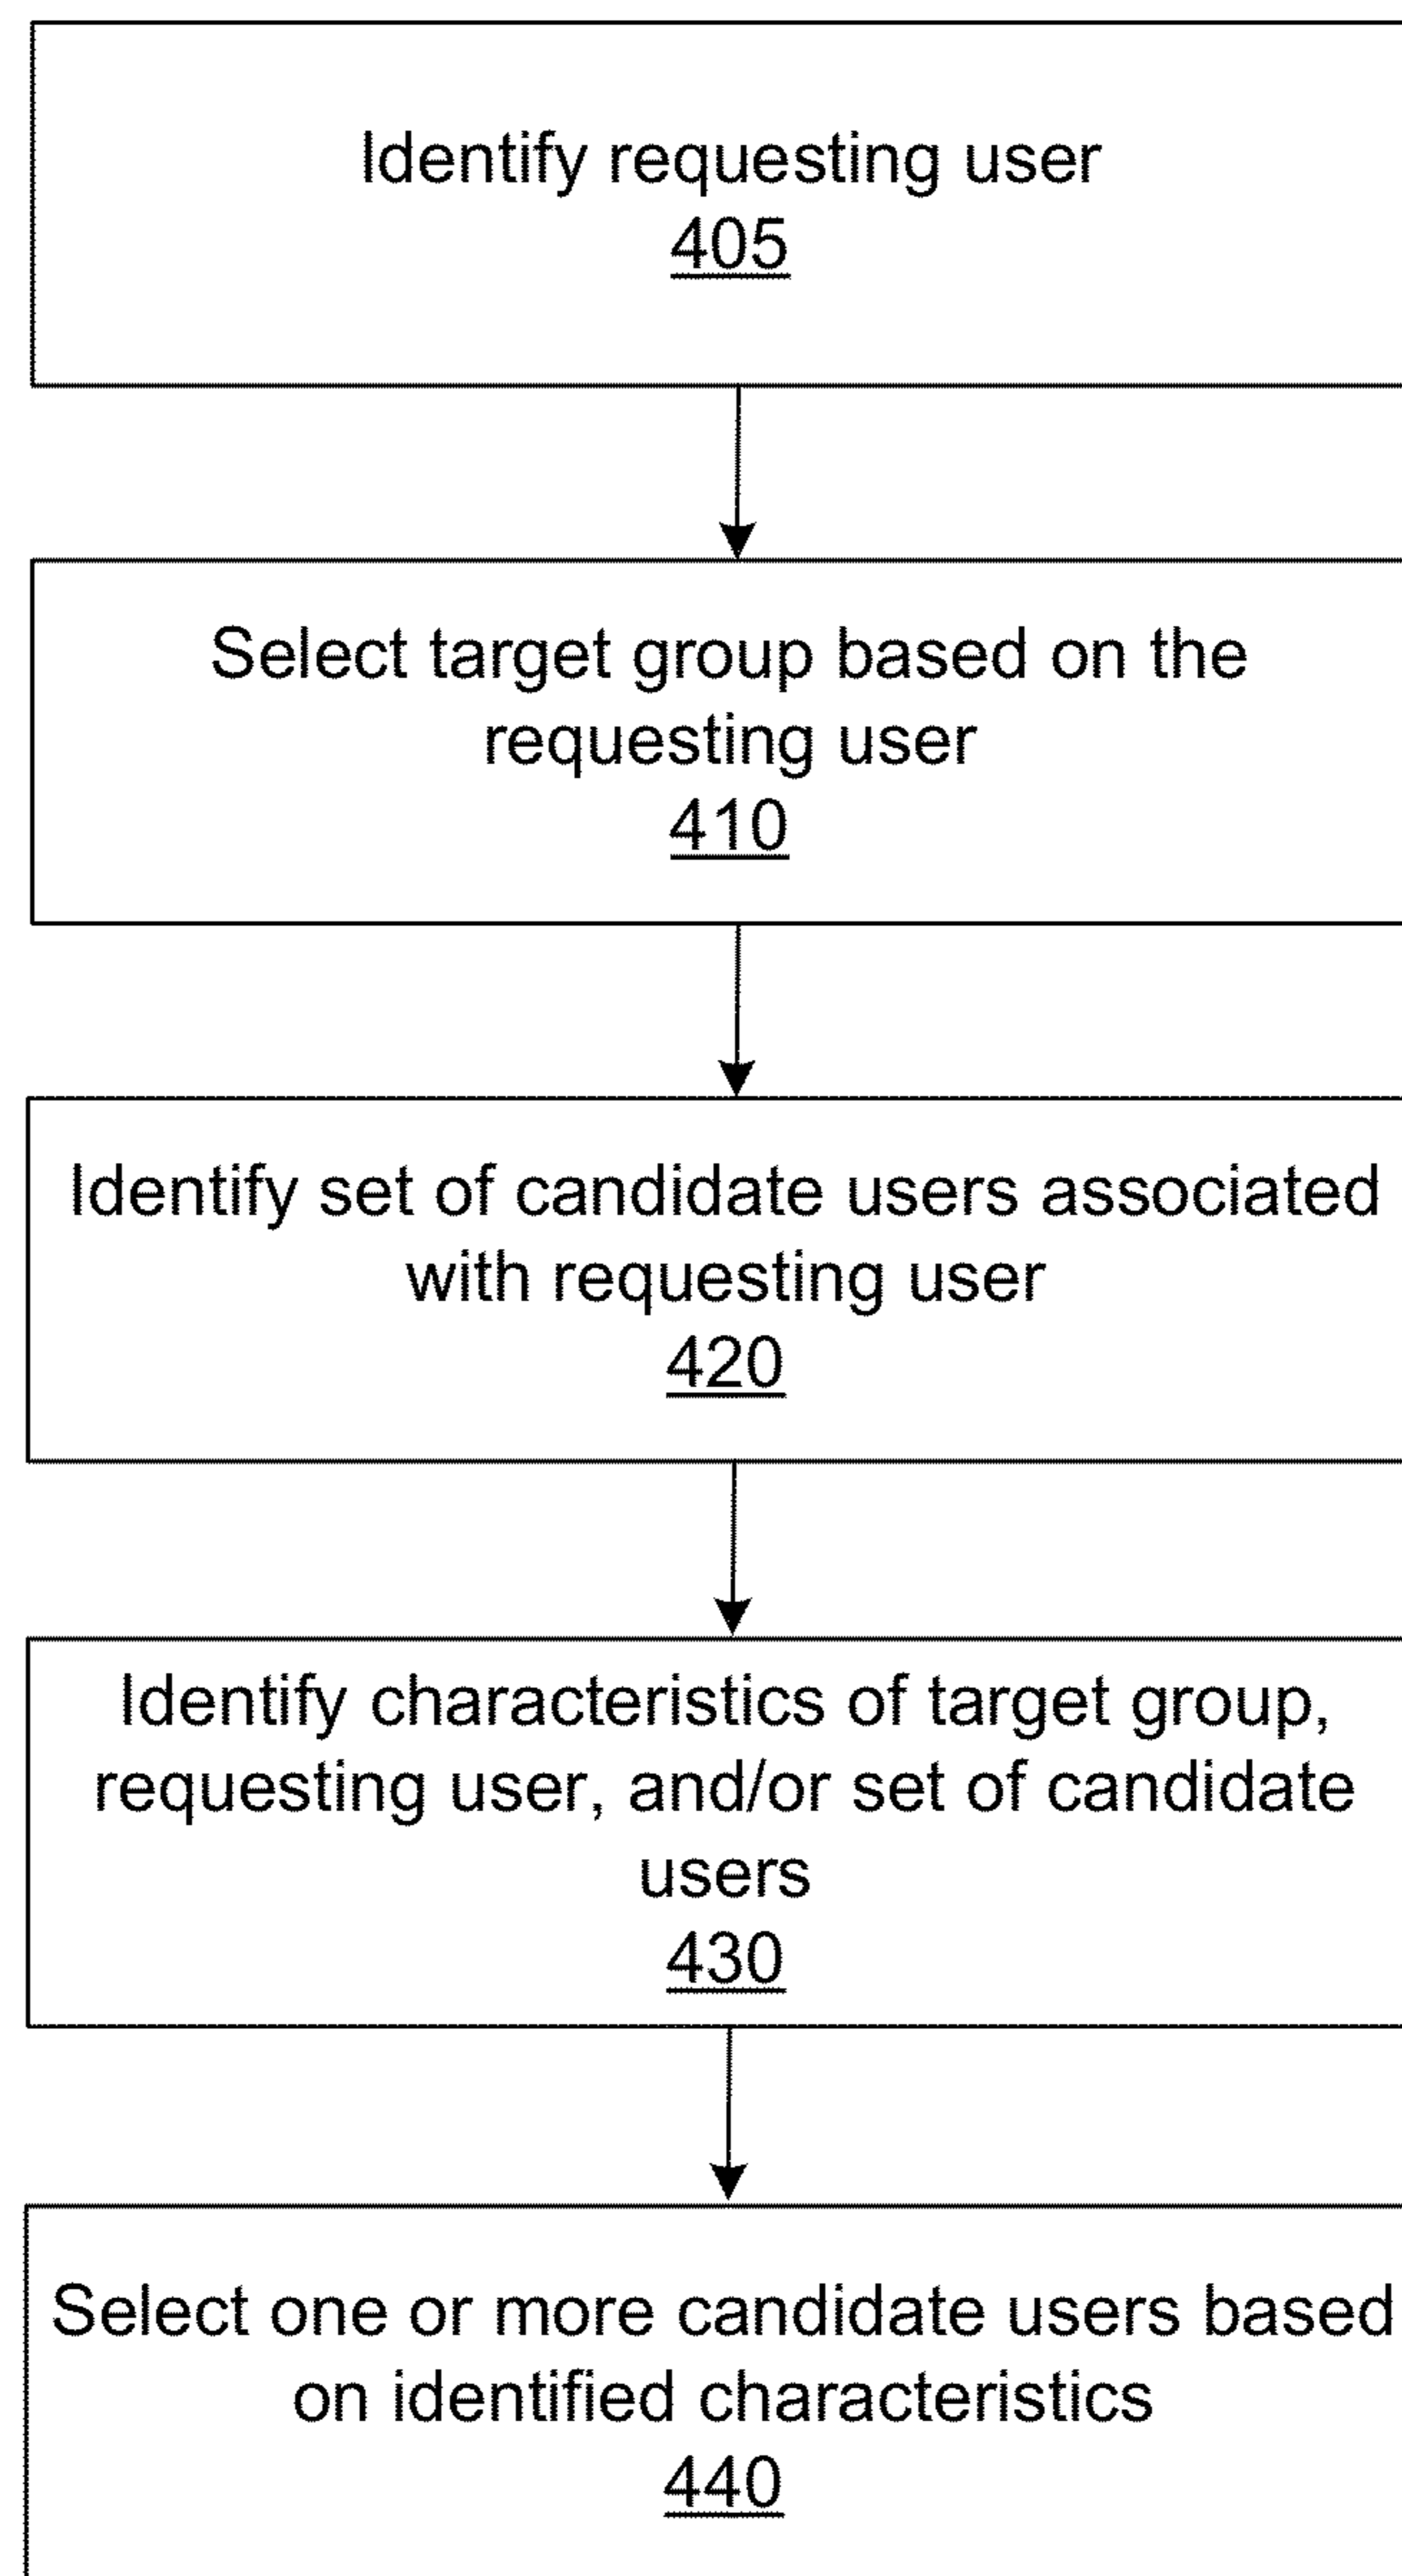 Identify requesting user
405
Select target group based on the
requesting user
410
Identify set of candidate users associated
with requesting user
420
Identify characteristics of target group,
requesting user, and/or set of candidate
users
430
Select one or more candidate users based
on identified characteristics
440